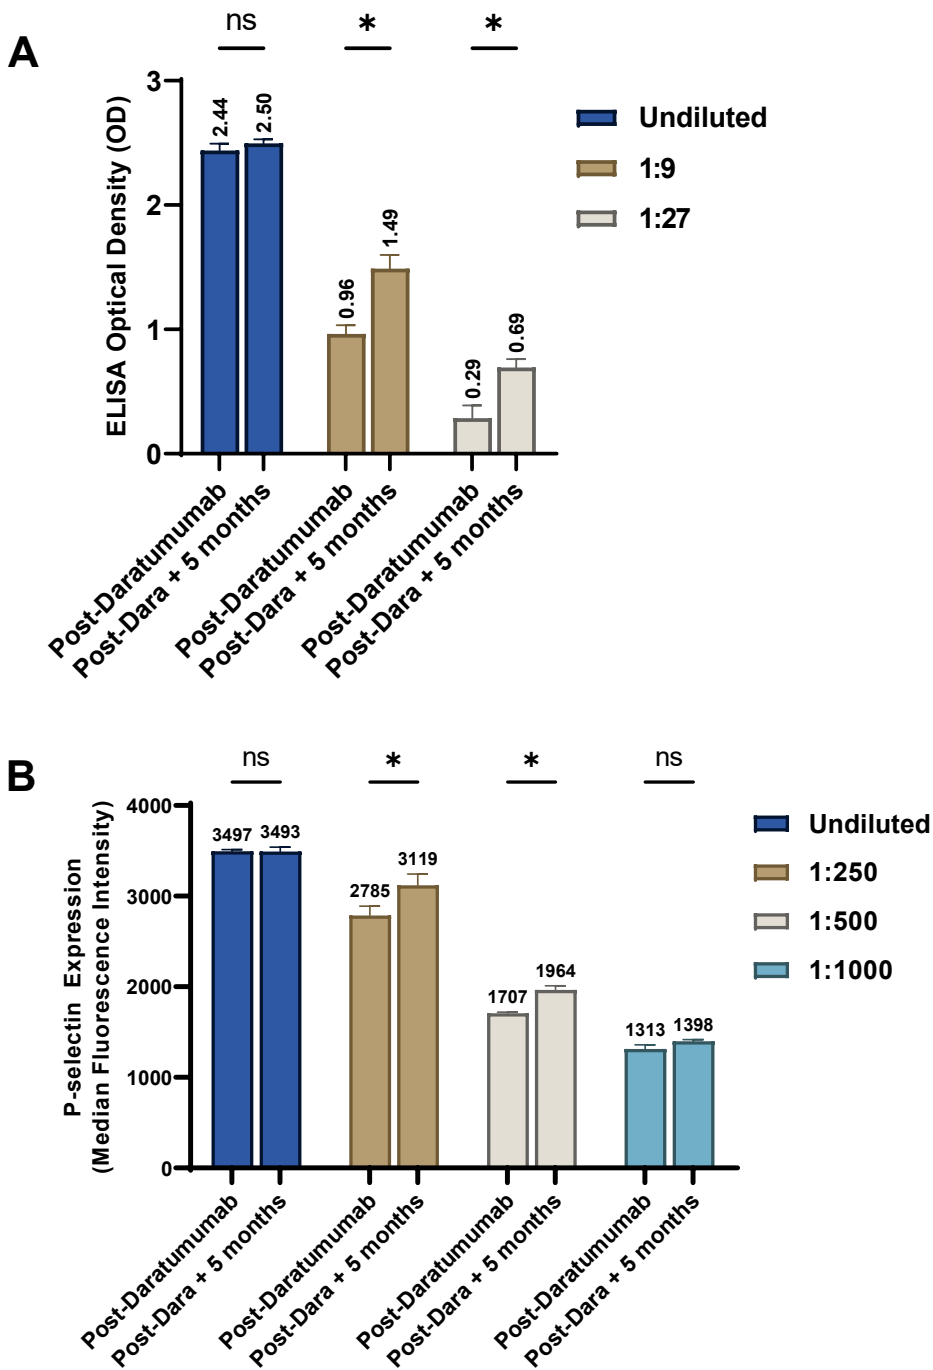 A
ns
*
*
ELISA Optical Density (OD)
3
2
1
0
2.44
2.50
0.96
1.49
0.29
0.69
Undiluted
1:9
1:27
Post-Daratumumab
Post-Dara + 5 months
Post-Daratumumab
Post-Dara + 5 months
Post-Daratumumab
Post-Dara + 5 months
B
ns
*
*
ns
P-selectin Expression
(Median Fluorescence Intensity)
4000
3000
2000
1000
0
3497
3493
2785
3119
1707
1964
1313
1398
Undiluted
1:250
1:500
1:1000
Post-Daratumumab
Post-Dara + 5 months
Post-Daratumumab
Post-Dara + 5 months
Post-Daratumumab
Post-Dara + 5 months
Post-Daratumumab
Post-Dara + 5 months